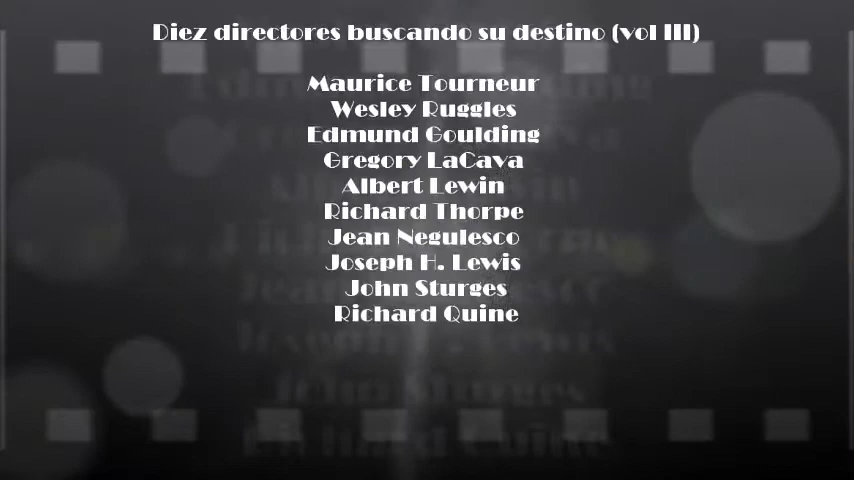 Diez directores buscando su destino (vol III)
Maurice Tourneur
Wesley Ruggles
Edmund Goulding
Gregory LaCava
Albert Lewin
Richard Thorpe
Jean Negulesco
Joseph H. Lewis
John Sturges
Richard Quine